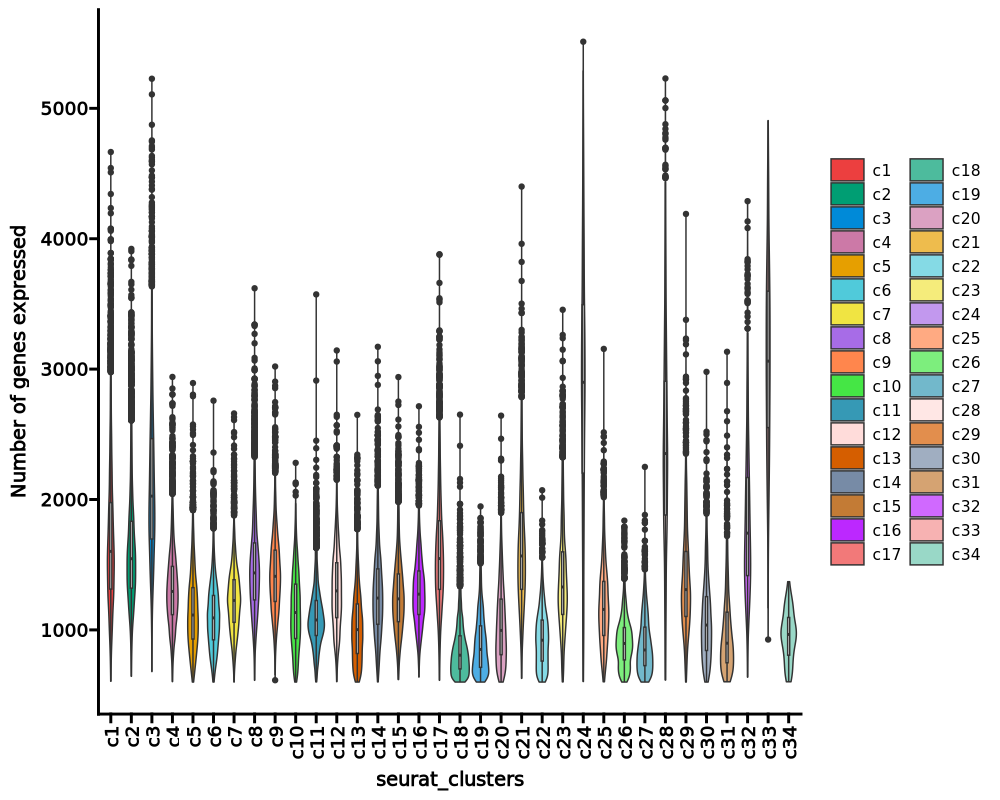 Number of genes expressed
5000
4000
3000
2000
1000
c1 c2 c3 c4 c5 c6 c7 c8 c9 c10 c11 c12 c13 c14 c15 c16 c17 c18 c19 c20 c21 c22 c23 c24 c25 c26 c27 c28 c29 c30 c31 c32 c33 c34
seurat_clusters
c1 c18
c2 c19
c3 c20
c4 c21
c5 c22
c6 c23
c7 c24
c8 c25
c9 c26
c10 c27
c11 c28
c12 c29
c13 c30
c14 c31
c15 c32
c16 c33
c17 c34